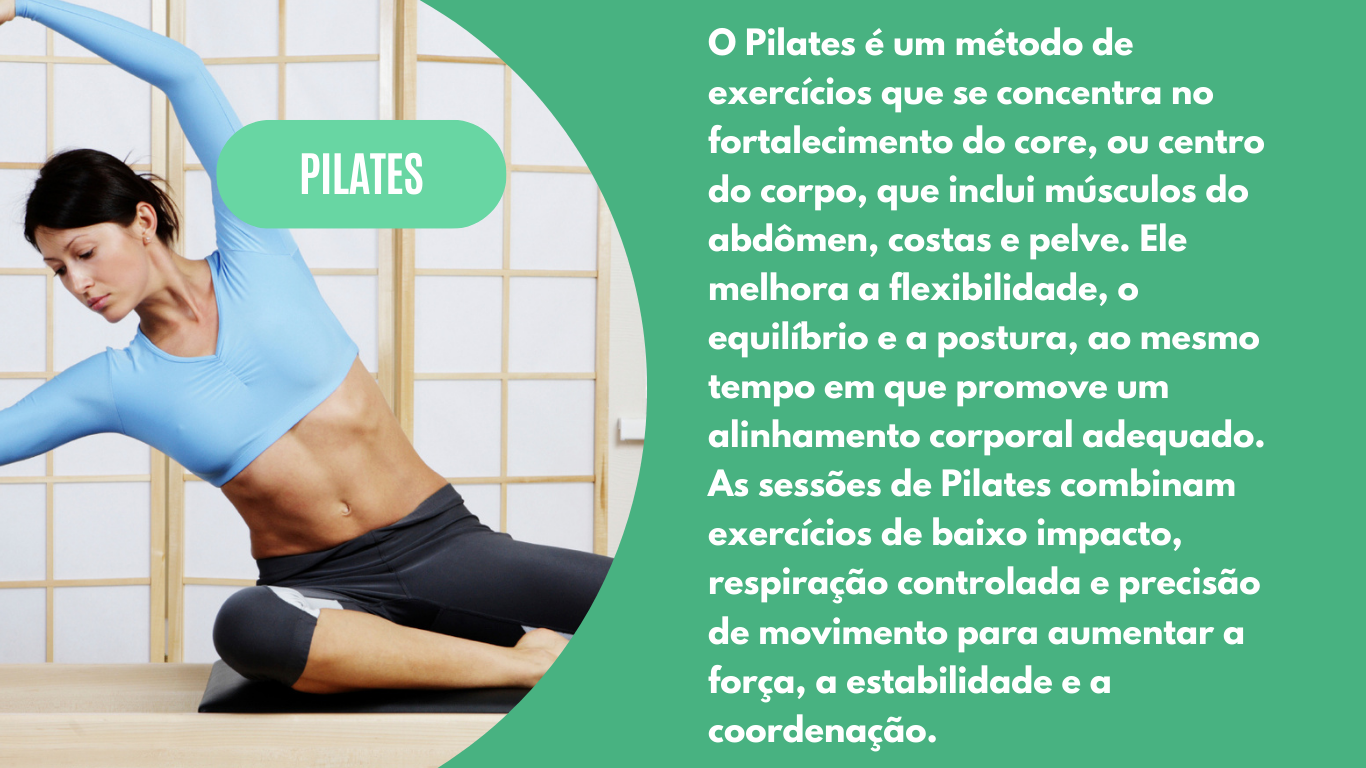 PILATES
O Pilates é um método de
exercícios que se concentra no
fortalecimento do core, ou centro
do corpo, que inclui músculos do
abdômen, costas e pelve. Ele
melhora a flexibilidade, o
equilíbrio e a postura, ao mesmo
tempo em que promove um
alinhamento corporal adequado.
As sessões de Pilates combinam
exercícios de baixo impacto,
respiração controlada e precisão
de movimento para aumentar a
força, a estabilidade e a
coordenação.